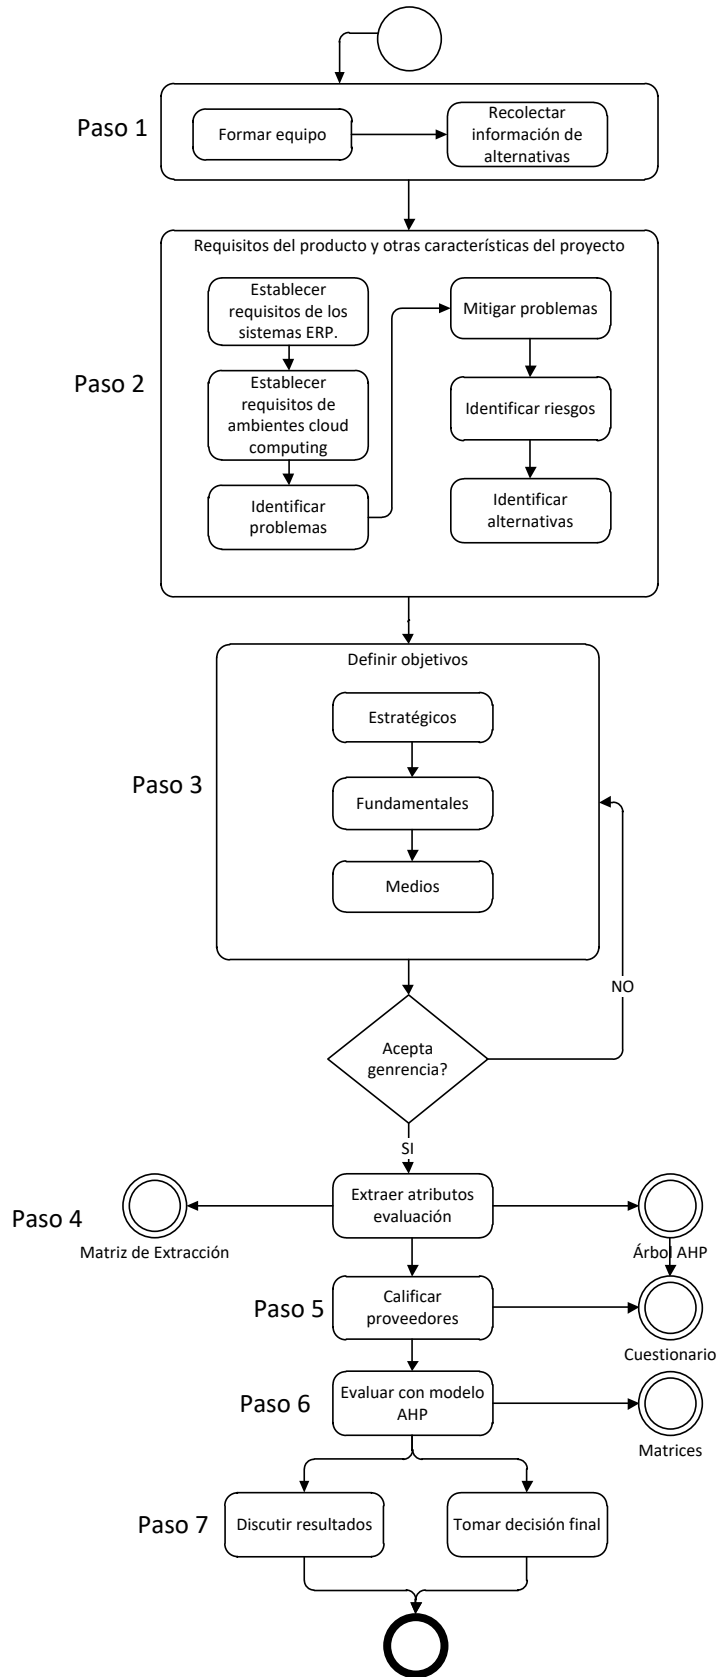 Paso 1
Formar equipo
Recolectar
información de
alternativas
Requisitos del producto y otras características del proyecto
Paso 2
Establecer
requisitos de los
sistemas ERP.
Establecer
requisitos de
ambientes cloud
computing
Identificar
problemas
Mitigar problemas
Identificar riesgos
Identificar
alternativas
Definir objetivos
Paso 3
Estratégicos
Fundamentales
Medios
NO
Acepta
genrencia?
SI
Paso 4
Matriz de Extracción
Extraer atributos
evaluación
Árbol AHP
Paso 5
Calificar
proveedores
Cuestionario
Paso 6
Evaluar con modelo
AHP
Matrices
Paso 7
Discutir resultados
Tomar decisión final